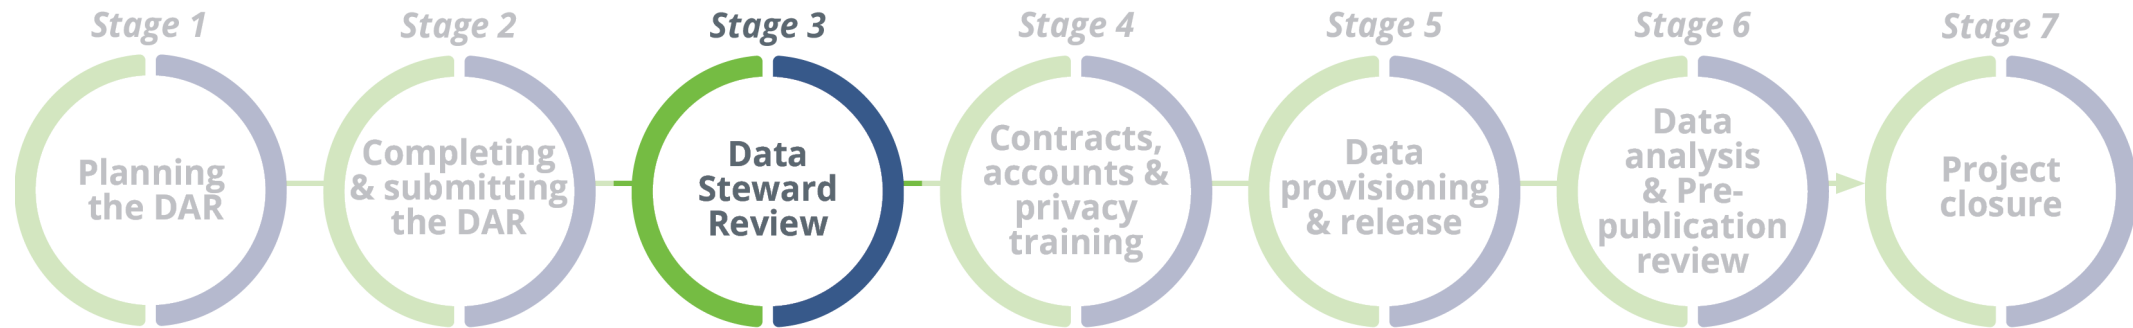 Stage 1
Planning
the DAR
Stage 2
Completing
& submitting
the DAR
Stage 3
Data
Steward
Review
Stage 4
Contracts,
accounts &
privacy
training
Stage 5
Data
provisioning
& release
Stage 6
Data
analysis
& Pre-
publication
review
Stage 7
Project
closure